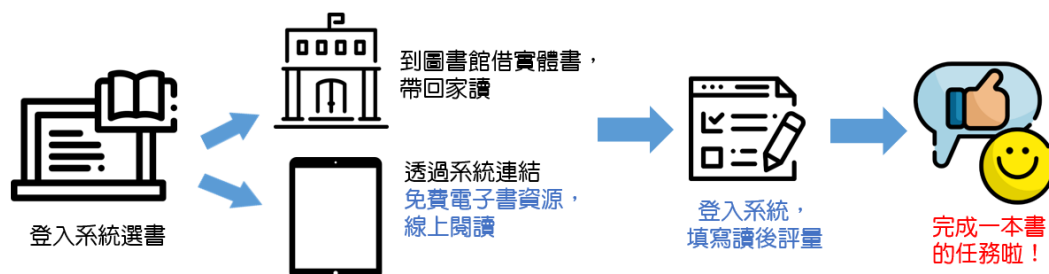 登入系統選書
到圖書館借實體書，
帶回家讀
透過系統連結
免費電子書資源，
線上閱讀
登入系統，
填寫讀後評量
完成一本書
的任務啦！